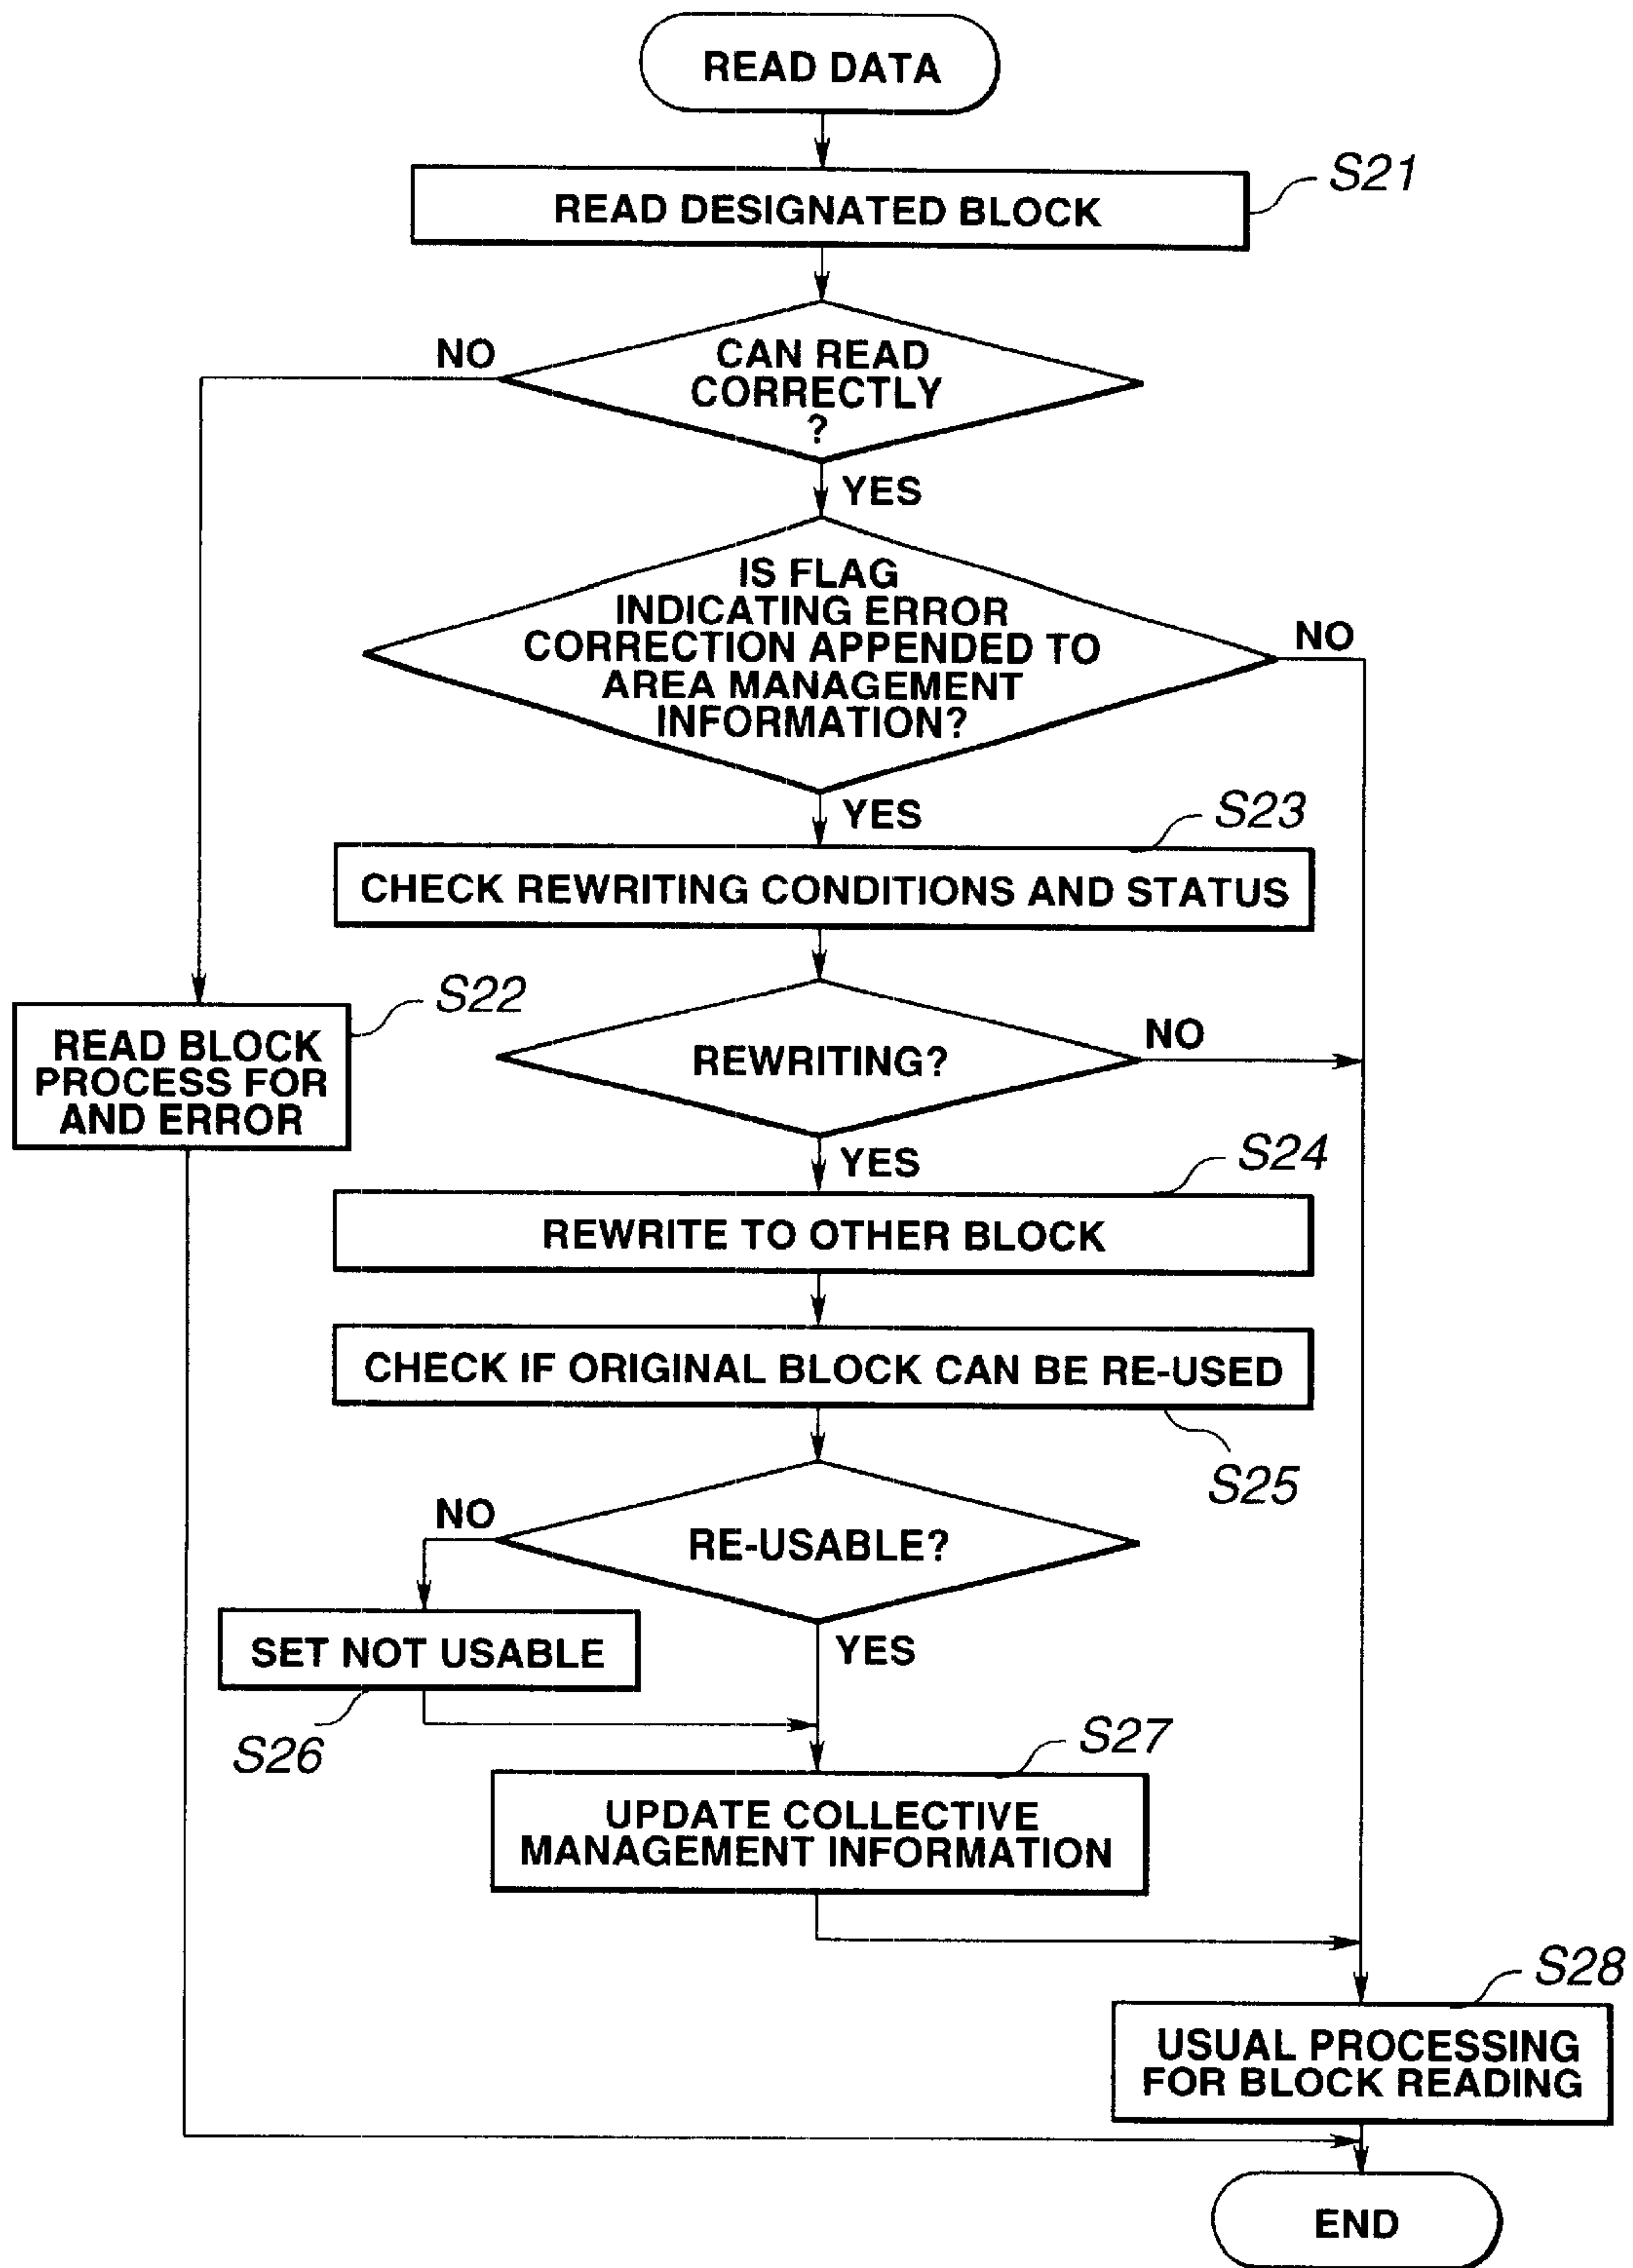 READ DATA
S21
READ DESIGNATED BLOCK
NO
CAN READ
CORRECTLY
?
YES
IS FLAG
INDICATING ERROR
CORRECTION APPENDED TO
AREA MANAGEMENT
INFORMATION?
NO
YES
S23
CHECK REWRITING CONDITIONS AND STATUS
S22
READ BLOCK
PROCESS FOR
AND ERROR
REWRITING?
NO
YES
S24
REWRITE TO OTHER BLOCK
CHECK IF ORIGINAL BLOCK CAN BE RE-USED
S25
NO
RE-USABLE?
SET NOT USABLE
YES
S26
S27
UPDATE COLLECTIVE
MANAGEMENT INFORMATION
S28
USUAL PROCESSING
FOR BLOCK READING
END